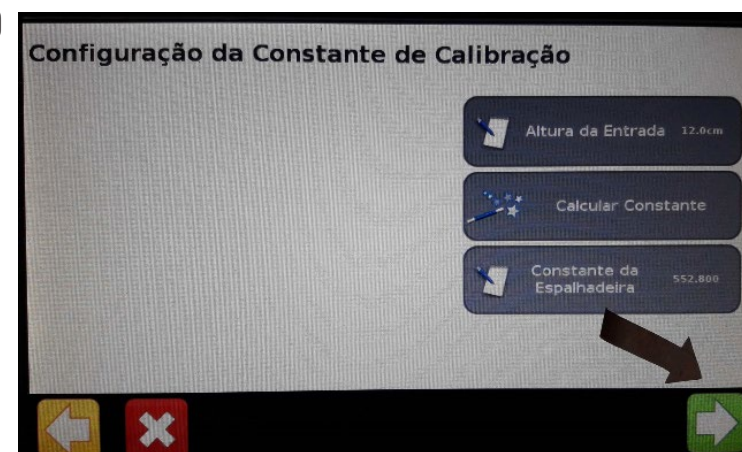 Configuração da Constante de Calibração
Altura da Entrada 12.0cm
Calcular Constante
Constante da
Espalhadeira 552.800